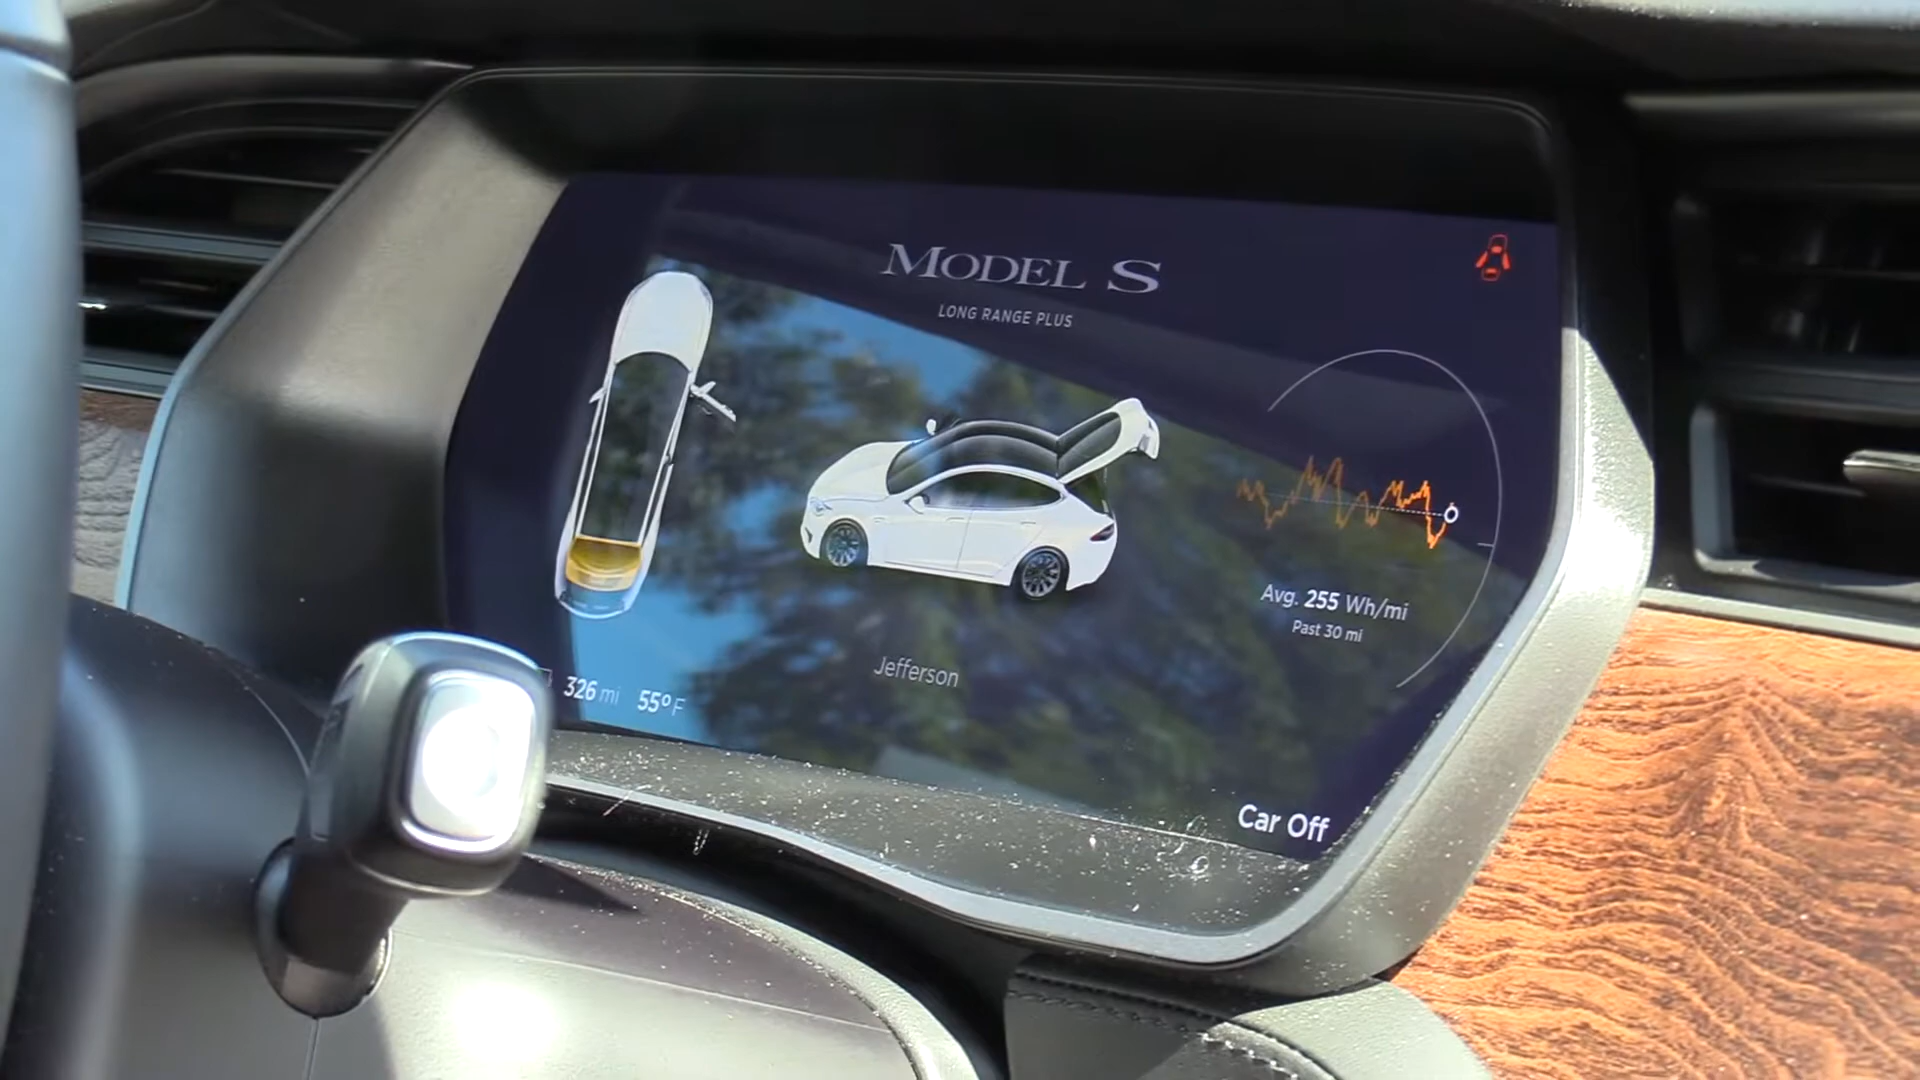 MODEL S
LONG RANGE PLUS
Avg. 255 Wh/mi
Past 30 mi
Jefferson
326 mi 55° F
Car Off